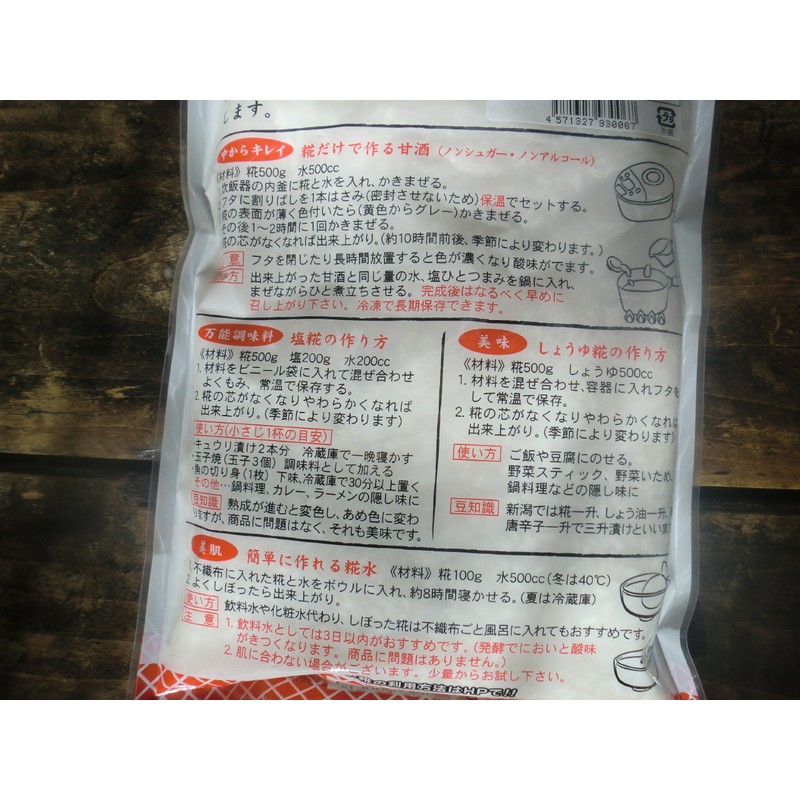 します。
4 571327 930067
からキレイ 糀だけで作る甘酒(ノンシュガー・ノンアルコール)
《材料》糀500g 水500cc
炊飯器の内釜に糀と水を入れ、かきまぜる。
フタに割りばしを1本はさみ(密封させないため)保温でセットする。
糀の表面が薄く色付いたら(黄色からグレー)かきまぜる。
その後1〜2時間に1回かきまぜる。
糀の芯がなくなれば出来上がり。(約10時間前後、季節により変わります。)
意 フタを閉じたり長時間放置すると色が濃くなり酸味がでます。
方 出来上がった甘酒と同じ量の水、塩ひとつまみを鍋に入れ、
まぜながらひと煮立ちさせる。完成後はなるべく早めに
召し上がり下さい。冷凍で長期保存できます。
万能調味料 塩糀の作り方
《材料》糀500g 塩200g 水200cc
1. 材料をビニール袋に入れて混ぜ合わせ
よくもみ、常温で保存する。
2. 糀の芯がなくなりやわらかくなれば
出来上がり。(季節により変わります)
使い方(小さじ1杯の目安)
・キュウリ漬け2本分 冷蔵庫で一晩寝かす
・玉子焼(玉子3個) 調味料として加える
・魚の切り身(1枚) 下味、冷蔵庫で30分以上置く
その他…鍋料理、カレー、ラーメンの隠し味に
豆知識 熟成が進むと変色し、あめ色に変わ
りますが、商品に問題はなく、それも美味です。
美味 しょうゆ糀の作り方
《材料》糀500g しょうゆ500cc
1. 材料を混ぜ合わせ、容器に入れフタを
して常温で保存。
2. 糀の芯がなくなりやわらかくなれば
出来上がり。(季節により変わります)
使い方 ご飯や豆腐にのせる。
野菜スティック、野菜いため、
鍋料理などの隠し味に
豆知識 新潟では糀一升、しょう油一升、
唐辛子一升で三升漬けといいま
美肌 簡単に作れる糀水 《材料》糀100g 水500cc(冬は40℃)
1. 不織布に入れた糀と水をボウルに入れ、約8時間寝かせる。(夏は冷蔵庫)
2. よくしぼったら出来上がり。
使い方 飲料水や化粧水代わり、しぼった糀は不織布ごと風呂に入れてもおすすめです。
注意 1. 飲料水としては3日以内がおすすめです。(発酵でにおいと酸味
がきつくなります。商品に問題はありません。)
2. 肌に合わない場合がございます。少量からお試し下さい。
の利用方法はHPで!!